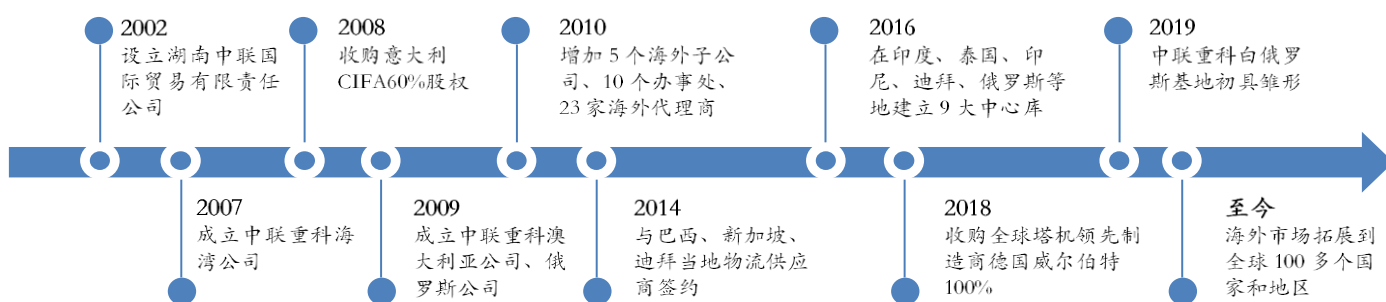 2002
设立湖南中联国
际贸易有限责任
公司
2008
收购意大利
CIFA60%股权
2010
增加 5 个海外子公
司、10 个办事处、
23 家海外代理商
2016
在印度、泰国、印
尼、迪拜、俄罗斯等
地建立 9 大中心库
2019
中联重科白俄罗
斯基地初具雏形
2007
成立中联重科海
湾公司
2009
成立中联重科澳
大利亚公司、俄
罗斯公司
2014
与巴西、新加坡、
迪拜当地物流供应
商签约
2018
收购全球塔机领先制
造商德国威尔伯特
100%
至今
海外市场拓展到
全球 100 多个国
家和地区